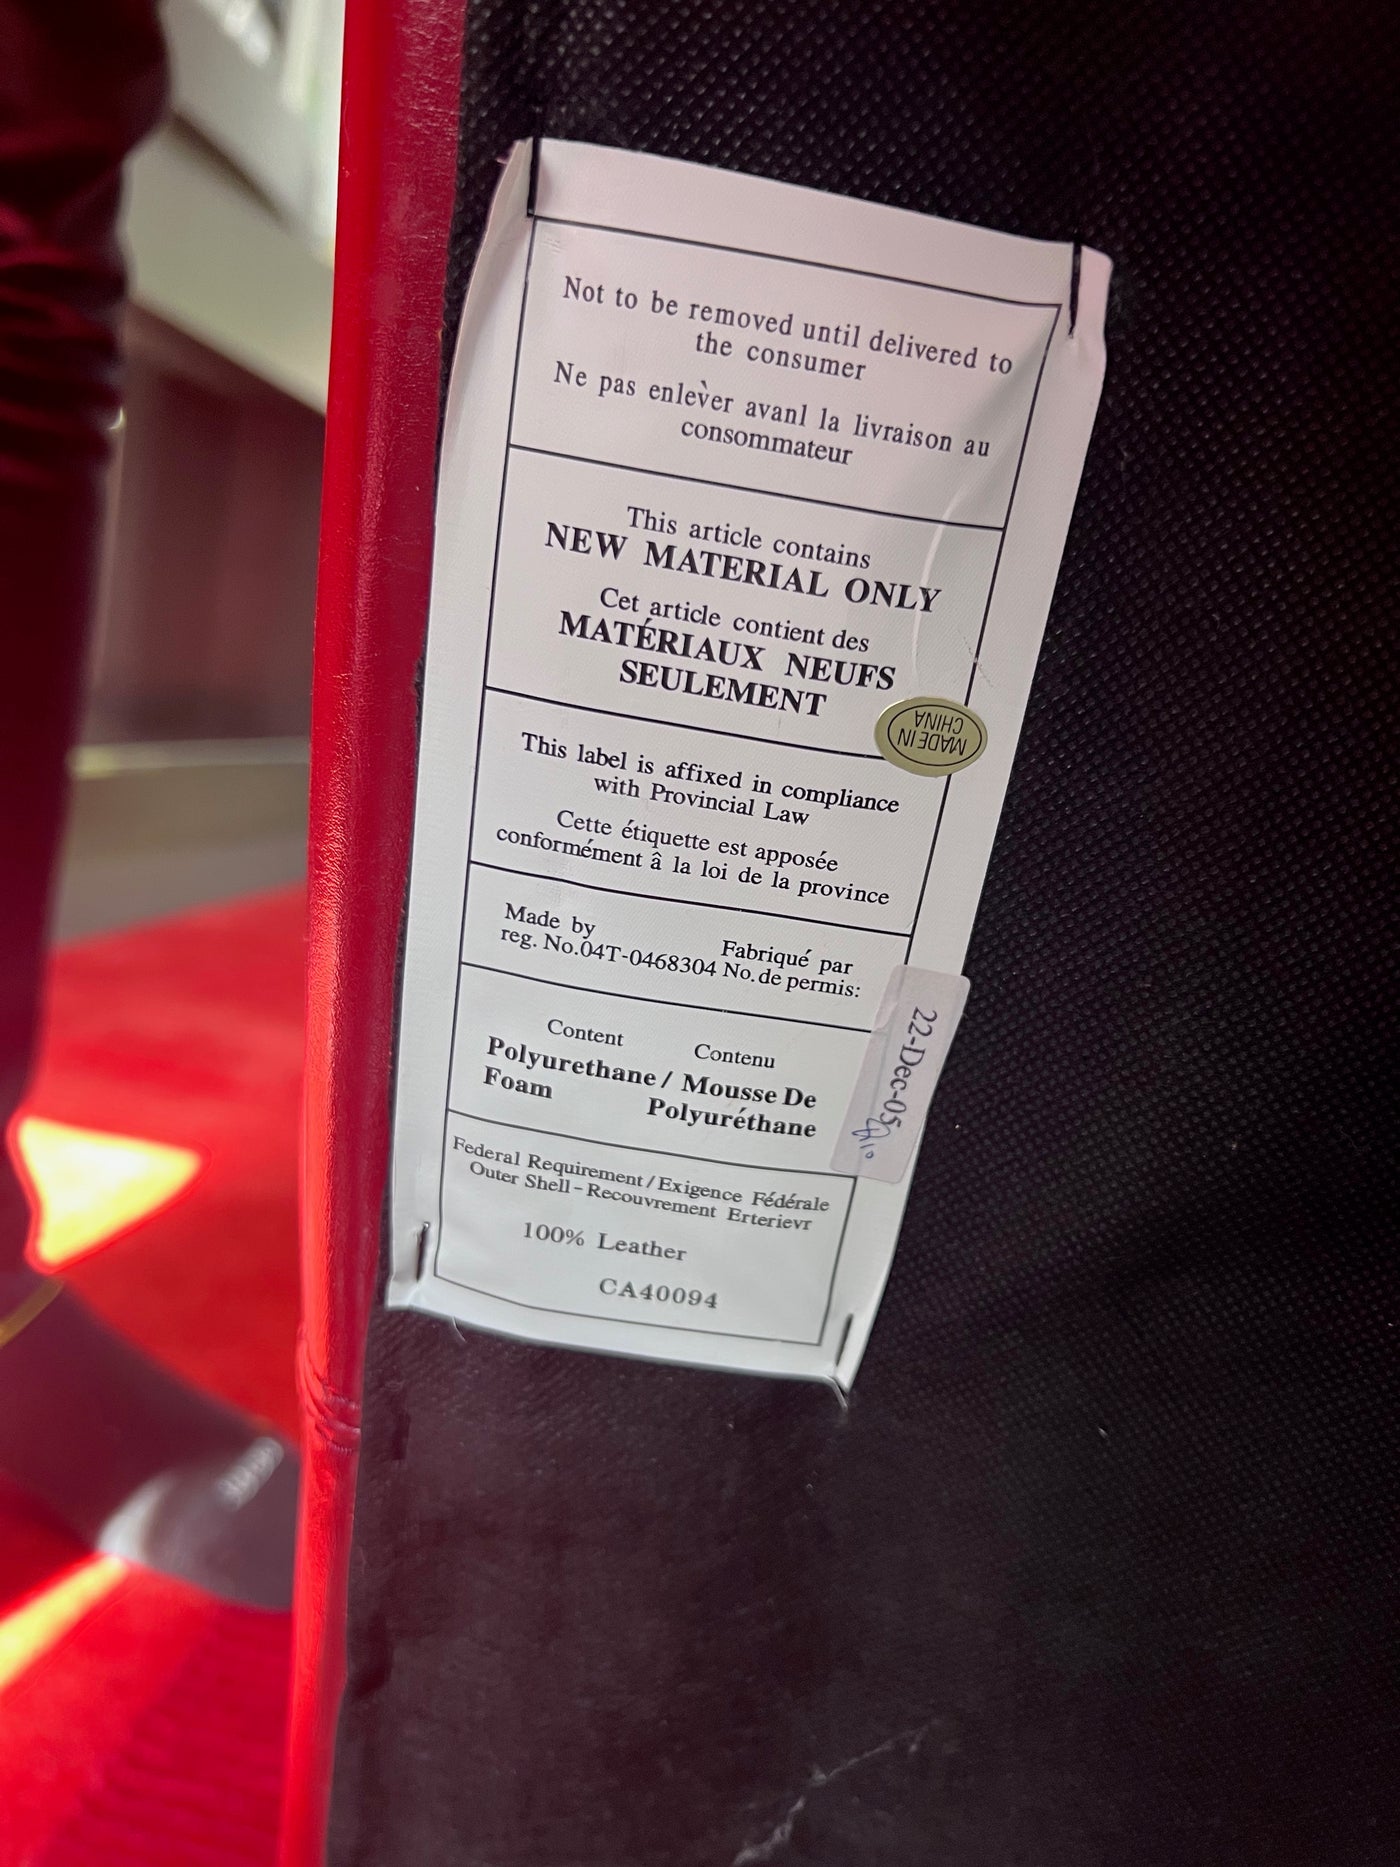 Not to be removed until delivered to
the consumer
Ne pas enlever̀ avanl la livraison au
consommateur
This article contains
NEW MATERIAL ONLY
Cet article contient des
MATÉRIAUX NEUFS
SEULEMENT
MADE IN
CHINA
This label is affixed in compliance
with Provincial Law
Cette étiquette est apposée
conformément â la loi de la province
Made by Fabriqué par
reg. No.04T-0468304 No. de permis:
22-Dec-05
Content Contenu
Polyurethane / Mousse De
Foam Polyuréthane
Federal Requirement / Exigence Fédérale
Outer Shell - Recouvrement Erterievr
100% Leather
CA40094